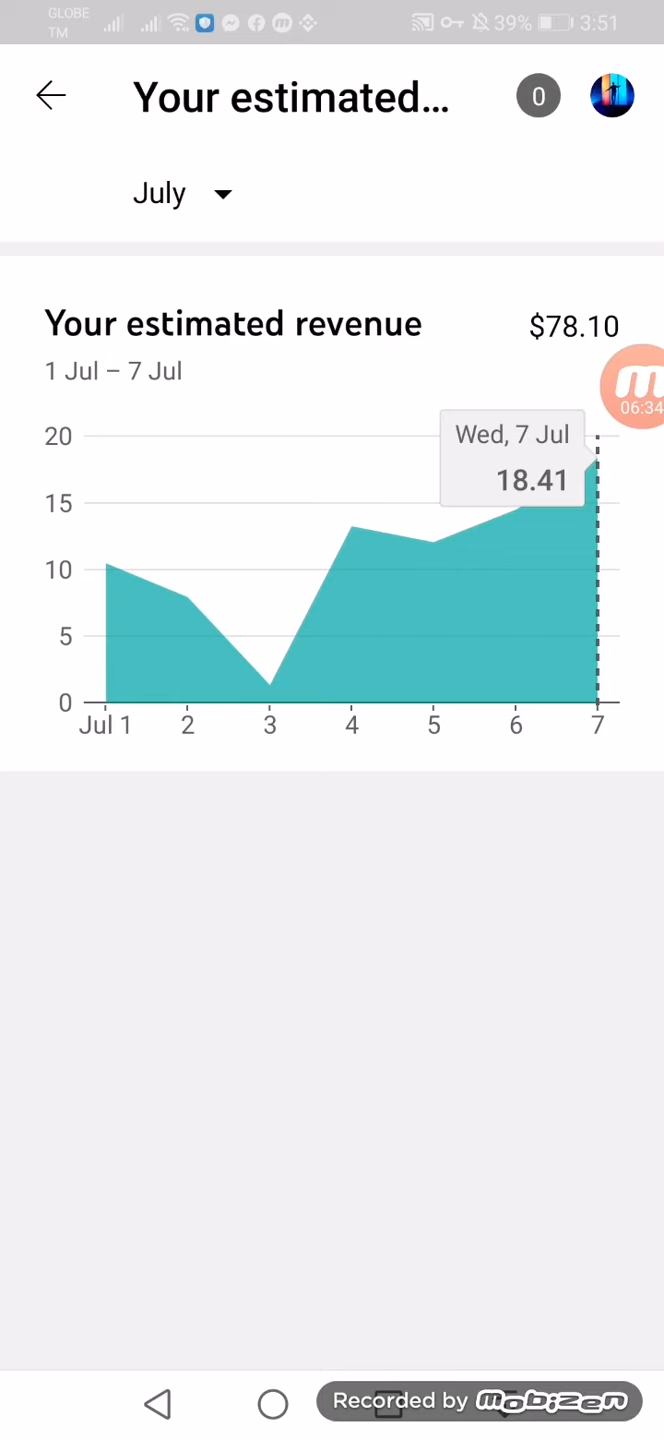 GLOBE
TM
39% 3:51
Your estimated...
0
July
Your estimated revenue
$78.10
1 Jul – 7 Jul
m
06:34
20
Wed, 7 Jul
18.41
15
10
5
0
Jul 1 2 3 4 5 6 7
Recorded by mobizen